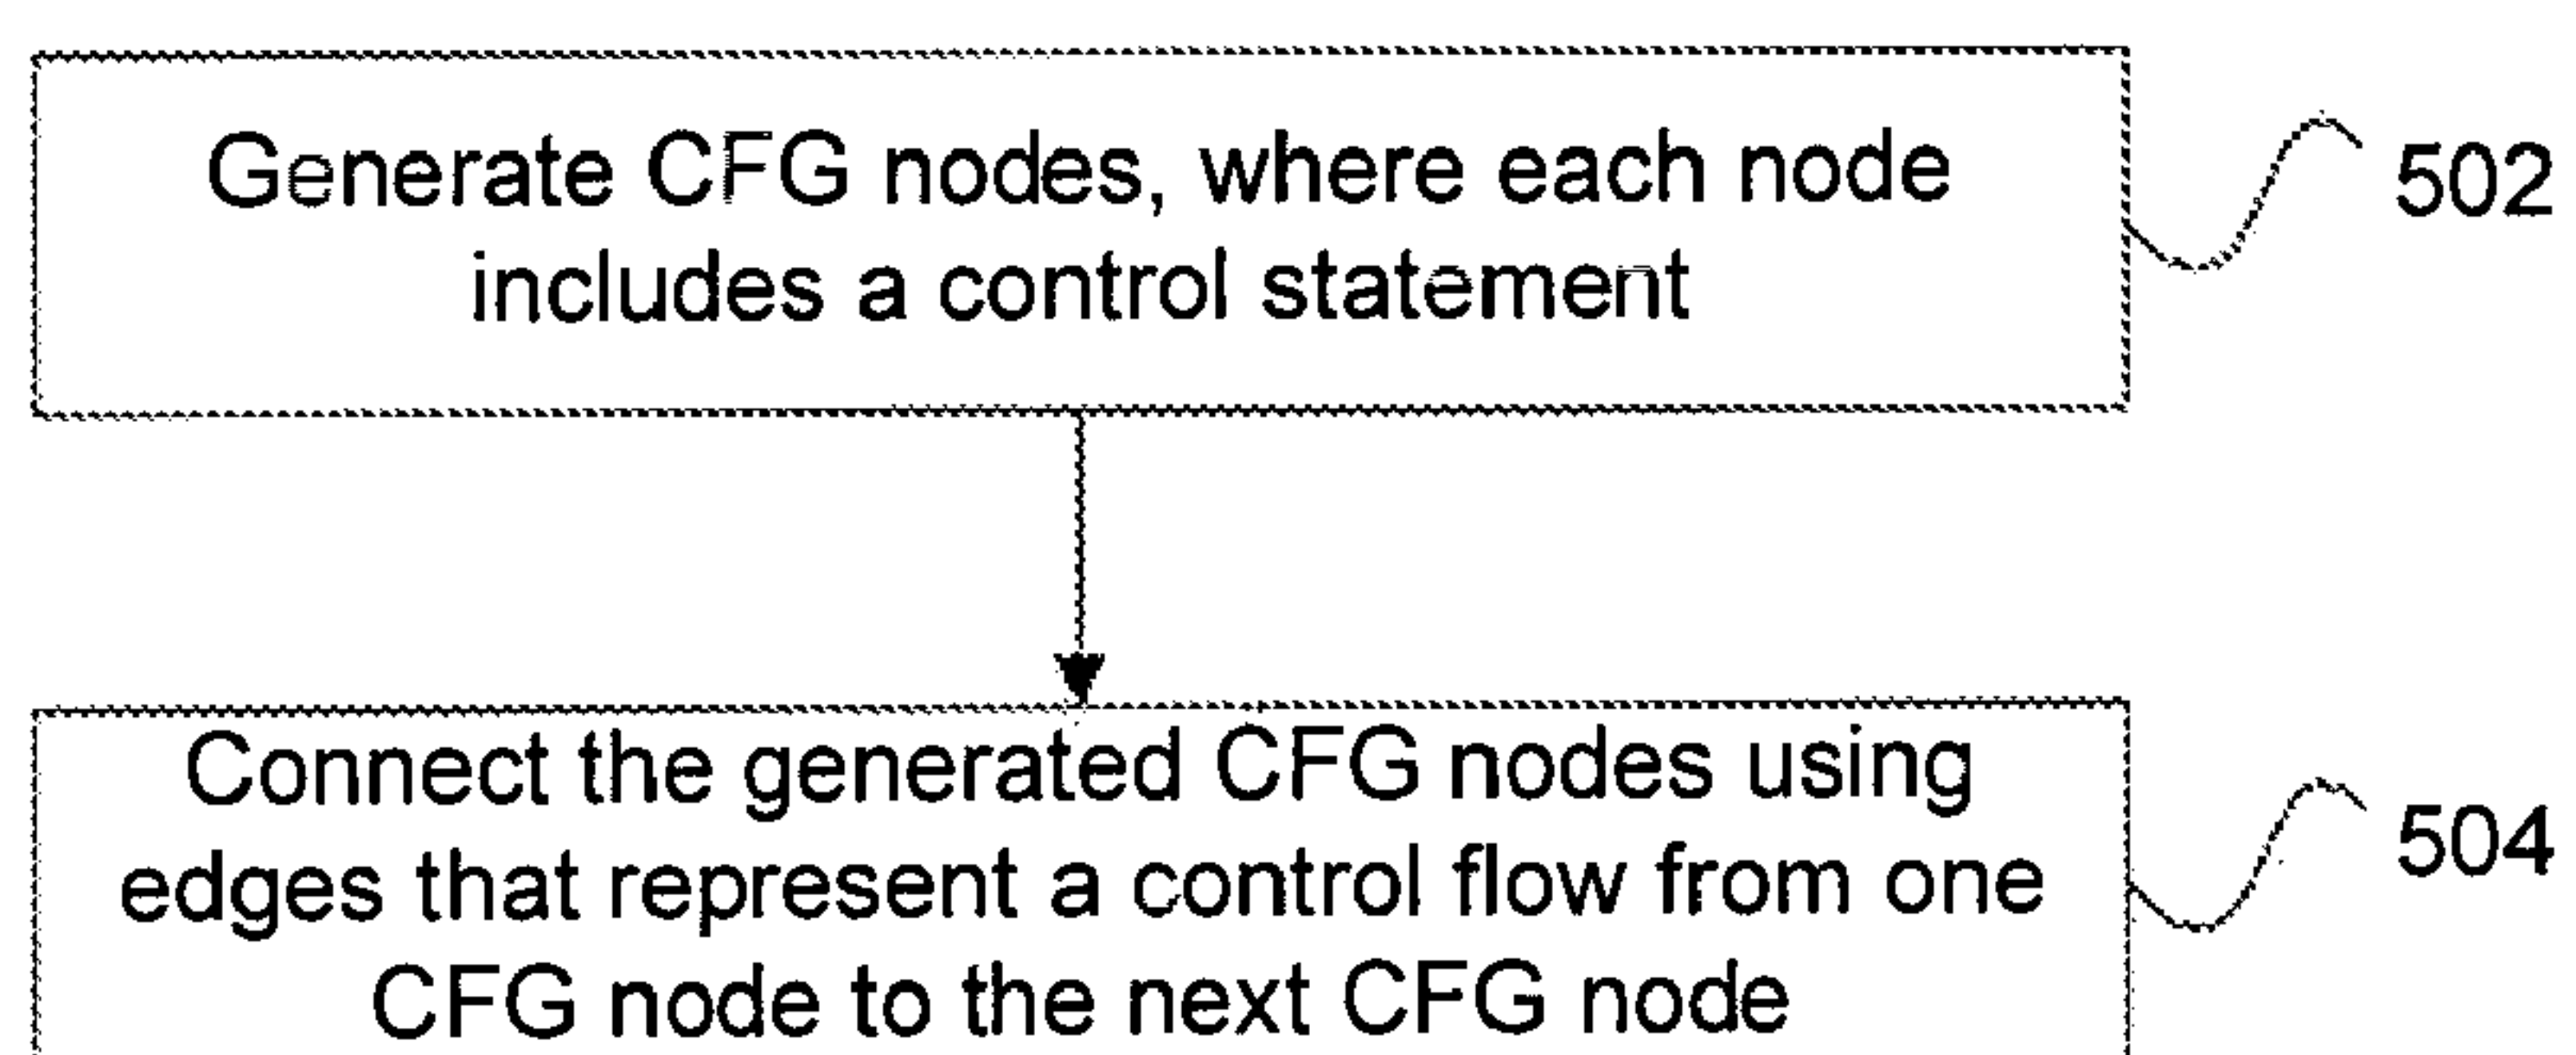 Generate CFG nodes, where each node
includes a control statement
502
Connect the generated CFG nodes using
edges that represent a control flow from one
CFG node to the next CFG node
504